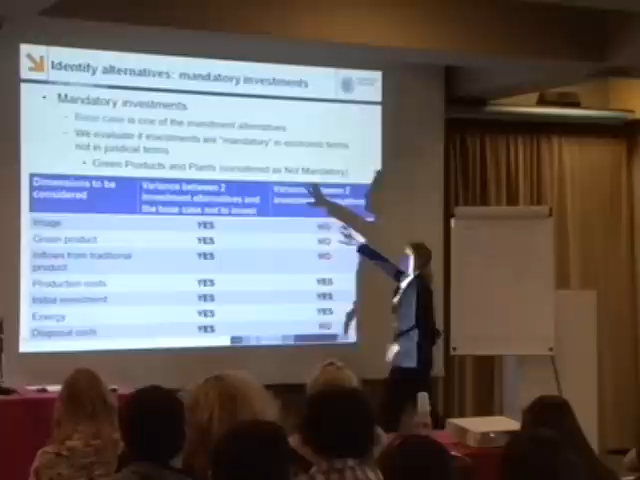 Identify alternatives: mandatory investments
• Mandatory investments
- Base case is one of the investment alternatives
- We evaluate if investments are "mandatory" in economic terms
not in juridical terms
• Green Products and Plants (considered as Not Mandatory)
Dimensions to be
considered
Variance between 2
investment alternatives and
the base case not to invest
between 2
Image YES NO
Green product YES NO
Inflows from traditional
product YES NO
Production costs YES YES
Initial investment YES YES
Energy YES YES
Disposal costs YES NO